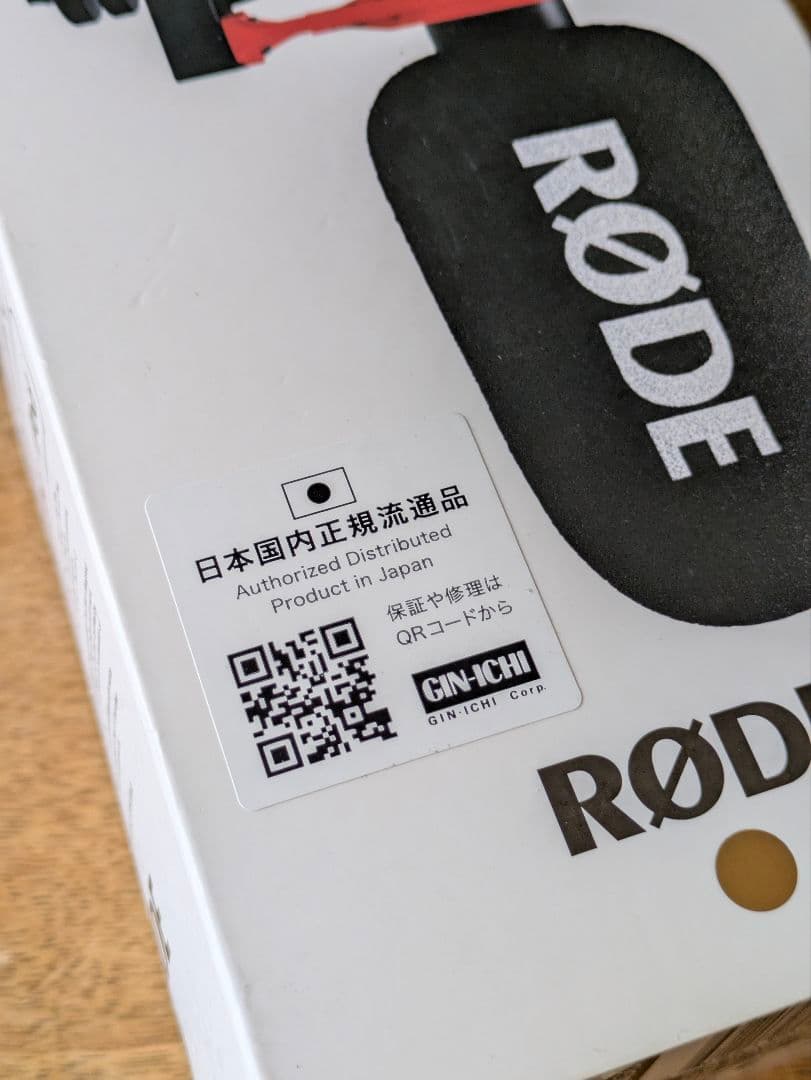 RØDE
日本国内正規流通品
Authorized Distributed
Product in Japan
保証や修理は
QRコードから
GIN-ICHI
GIN-ICHI Corp.
RØD